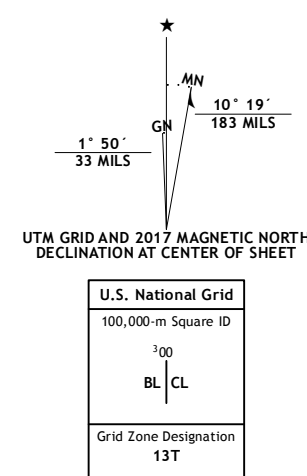 ★
MN
GN
10° 19´
183 MILS
1° 50´
33 MILS
UTM GRID AND 2017 MAGNETIC NORTH
DECLINATION AT CENTER OF SHEET
U.S. National Grid
100,000-m Square ID
³00
BL CL
Grid Zone Designation
13T